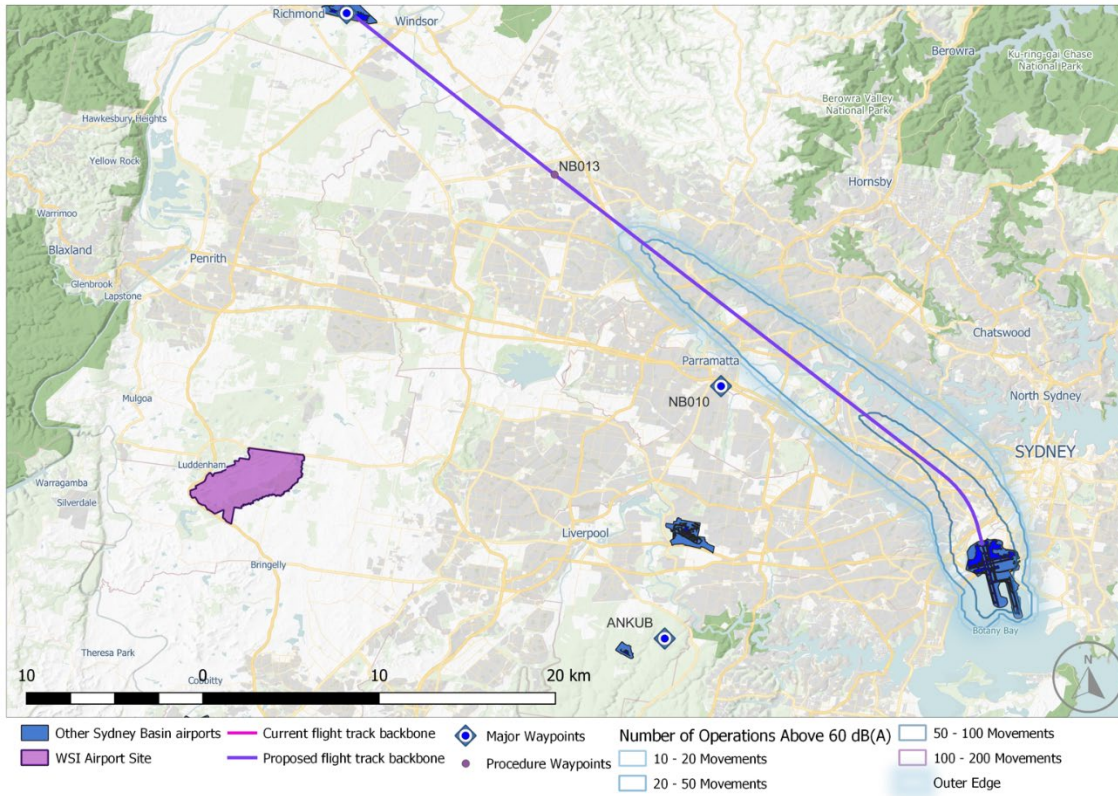 Richmond
Windsor
Berowra
Ku-ring-gai Chase
National Park
Berowra Valley
National Park
Hawkesbury Heights
Yellow Rock
NB013
Hornsby
Warrimoo
Blaxland
Penrith
Glenbrook
Lapstone
Chatswood
Parramatta
NB010
North Sydney
Mulgoa
SYDNEY
Luddenham
Warragamba
Silverdale
Liverpool
Bringelly
ANKUB
Botany Bay
Theresa Park
Cobbitty
N
10 0 10 20 km
Other Sydney Basin airports
WSI Airport Site
Current flight track backbone
Proposed flight track backbone
Major Waypoints
Procedure Waypoints
Number of Operations Above 60 dB(A)
10 - 20 Movements
20 - 50 Movements
50 - 100 Movements
100 - 200 Movements
Outer Edge